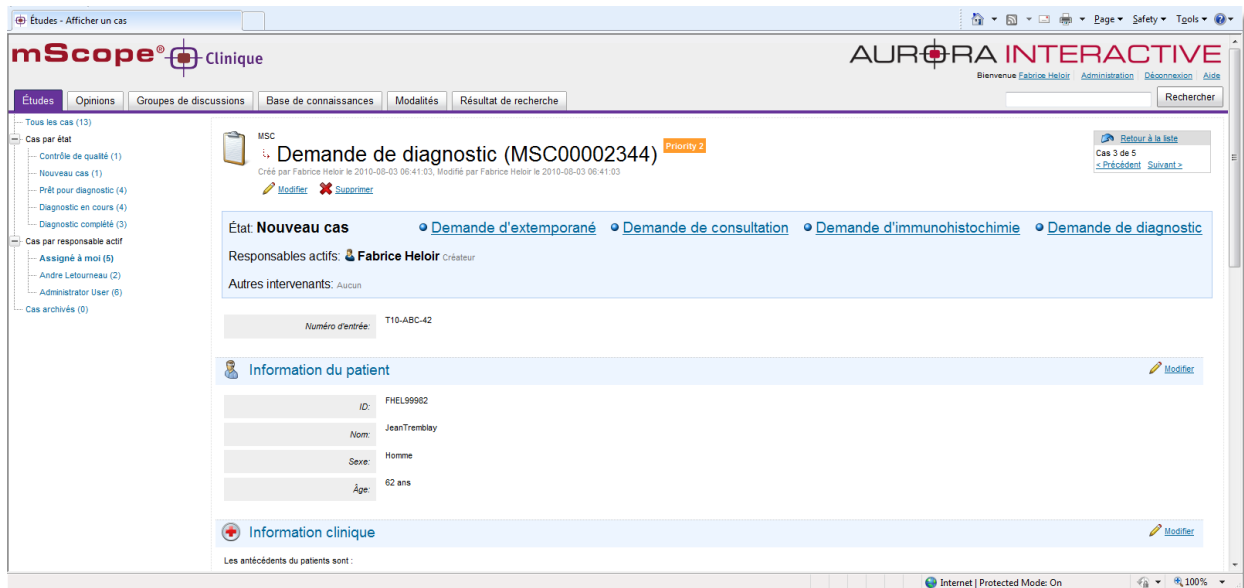 Études - Afficher un cas
Page Safety Tools
mScope® Clinique
AURORA INTERACTIVE
Bienvenue Fabrice Heloir Administration Déconnexion Aide
Études Opinions Groupes de discussions Base de connaissances Modalités Résultat de recherche Rechercher
Tous les cas (13)
Cas par état
Contrôle de qualité (1)
Nouveau cas (1)
Prêt pour diagnostic (4)
Diagnostic en cours (4)
Diagnostic complété (3)
Cas par responsable actif
Assigné à moi (5)
Andre Letourneau (2)
Administrator User (6)
Cas archivés (0)
MSC
Demande de diagnostic (MSC00002344) Priority 2
Créé par Fabrice Heloir le 2010-08-03 06:41:03, Modifié par Fabrice Heloir le 2010-08-03 06:41:03
Modifier Supprimer
Retour à la liste
Cas 3 de 5
< Précédent Suivant >
État: Nouveau cas Demande d'extemporané Demande de consultation Demande d'immunohistochimie Demande de diagnostic
Responsables actifs: Fabrice Heloir Créateur
Autres intervenants: Aucun
Numéro d'entrée: T10-ABC-42
Information du patient Modifier
ID: FHEL99982
Nom: JeanTremblay
Sexe: Homme
Âge: 62 ans
Information clinique Modifier
Les antécédents du patients sont :
Internet | Protected Mode: On 100%